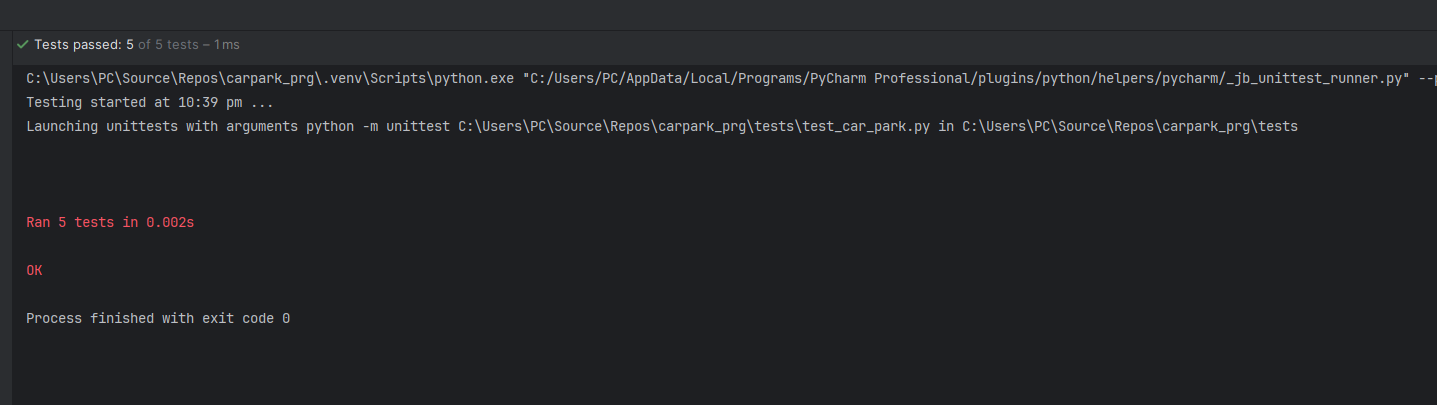 Tests passed: 5 of 5 tests – 1 ms
C:\Users\PC\Source\Repos\carpark_prg\.venv\Scripts\python.exe "C:/Users/PC/AppData/Local/Programs/PyCharm Professional/plugins/python/helpers/pycharm/_jb_unittest_runner.py" --p
Testing started at 10:39 pm ...
Launching unittests with arguments python -m unittest C:\Users\PC\Source\Repos\carpark_prg\tests\test_car_park.py in C:\Users\PC\Source\Repos\carpark_prg\tests
Ran 5 tests in 0.002s
OK
Process finished with exit code 0